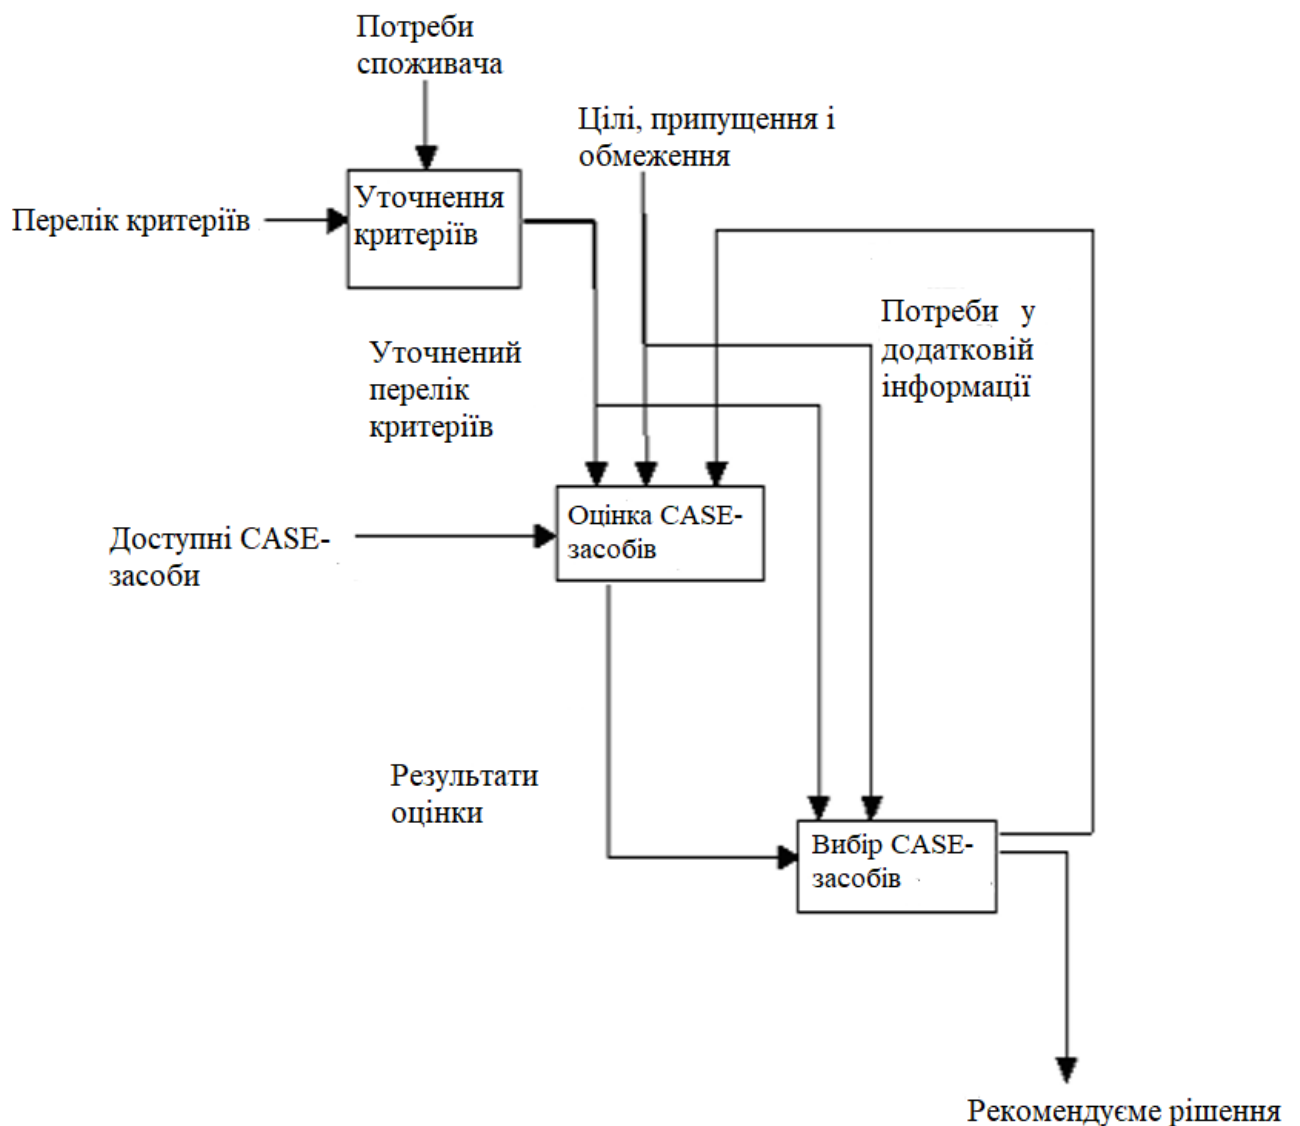 Потреби
споживача
Цілі, припущення і
обмеження
Перелік критеріїв
Уточнення
критеріїв
Потреби у
додатковій
інформації
Уточнений
перелік
критеріїв
Оцінка CASE-
засобів
Доступні CASE-
засоби
Результати
оцінки
Вибір CASE-
засобів
Рекомендуєме рішення